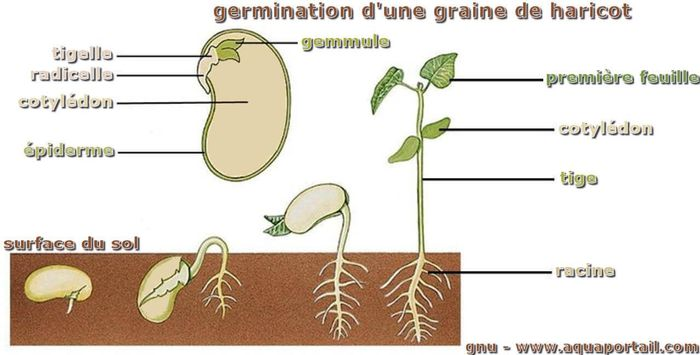 germination d'une graine de haricot
gemmule
tigelle
radicelle
cotylédon
épiderme
première feuille
cotylédon
tige
racine
surface du sol
gnu - www.aquaportail.com